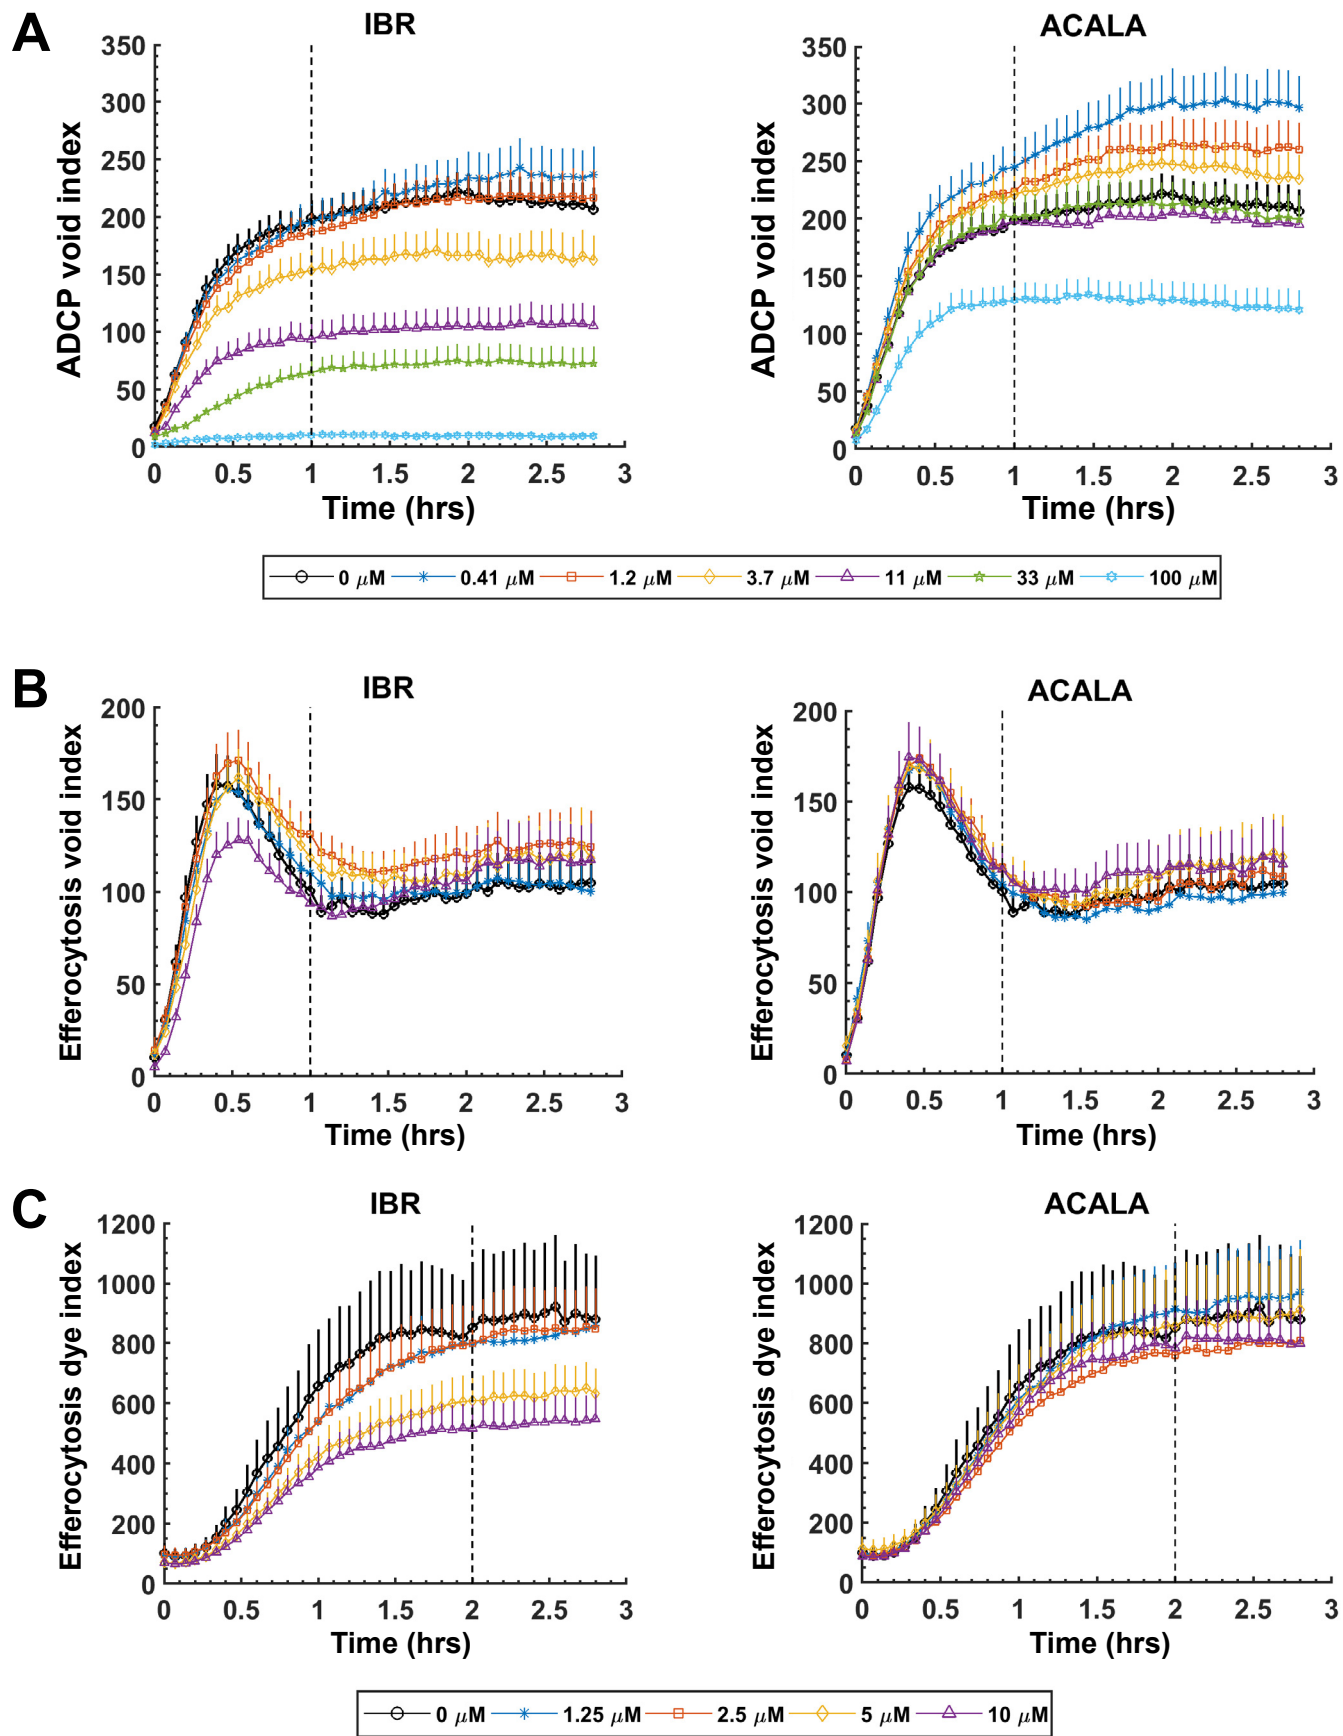 A
IBR
ACALA
350
300
250
200
150
100
50
0
ADCP void index
0 0.5 1 1.5 2 2.5 3
Time (hrs)
350
300
250
200
150
100
50
0
ADCP void index
0 0.5 1 1.5 2 2.5 3
Time (hrs)
0 μM 0.41 μM 1.2 μM 3.7 μM 11 μM 33 μM 100 μM
B
IBR
ACALA
200
150
100
50
0
Efferocytosis void index
0 0.5 1 1.5 2 2.5 3
Time (hrs)
200
150
100
50
0
Efferocytosis void index
0 0.5 1 1.5 2 2.5 3
Time (hrs)
C
IBR
ACALA
1200
1000
800
600
400
200
0
Efferocytosis dye index
0 0.5 1 1.5 2 2.5 3
Time (hrs)
1200
1000
800
600
400
200
0
Efferocytosis dye index
0 0.5 1 1.5 2 2.5 3
Time (hrs)
0 μM 1.25 μM 2.5 μM 5 μM 10 μM